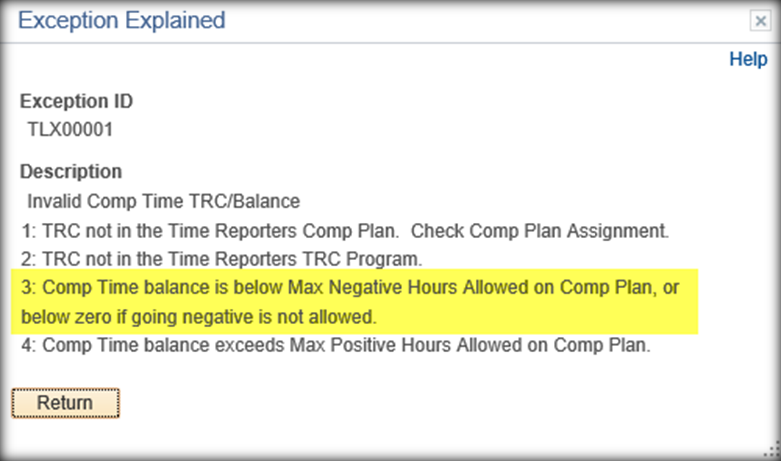 Exception Explained
Help
Exception ID
TLX00001
Description
Invalid Comp Time TRC/Balance
1: TRC not in the Time Reporters Comp Plan.  Check Comp Plan Assignment.
2: TRC not in the Time Reporters TRC Program.
3: Comp Time balance is below Max Negative Hours Allowed on Comp Plan, or
below zero if going negative is not allowed.
4: Comp Time balance exceeds Max Positive Hours Allowed on Comp Plan.
Return